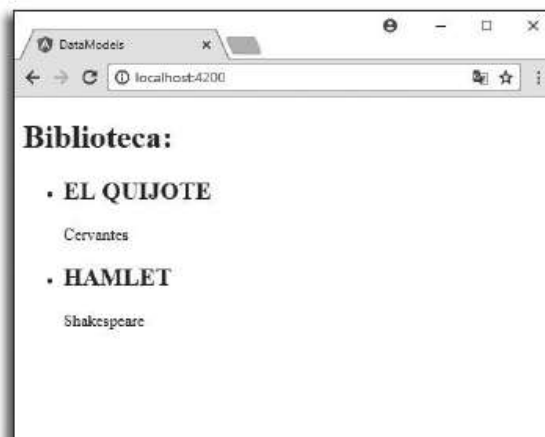 DataModels
localhost:4200
Biblioteca:
EL QUIJOTE
Cervantes
HAMLET
Shakespeare